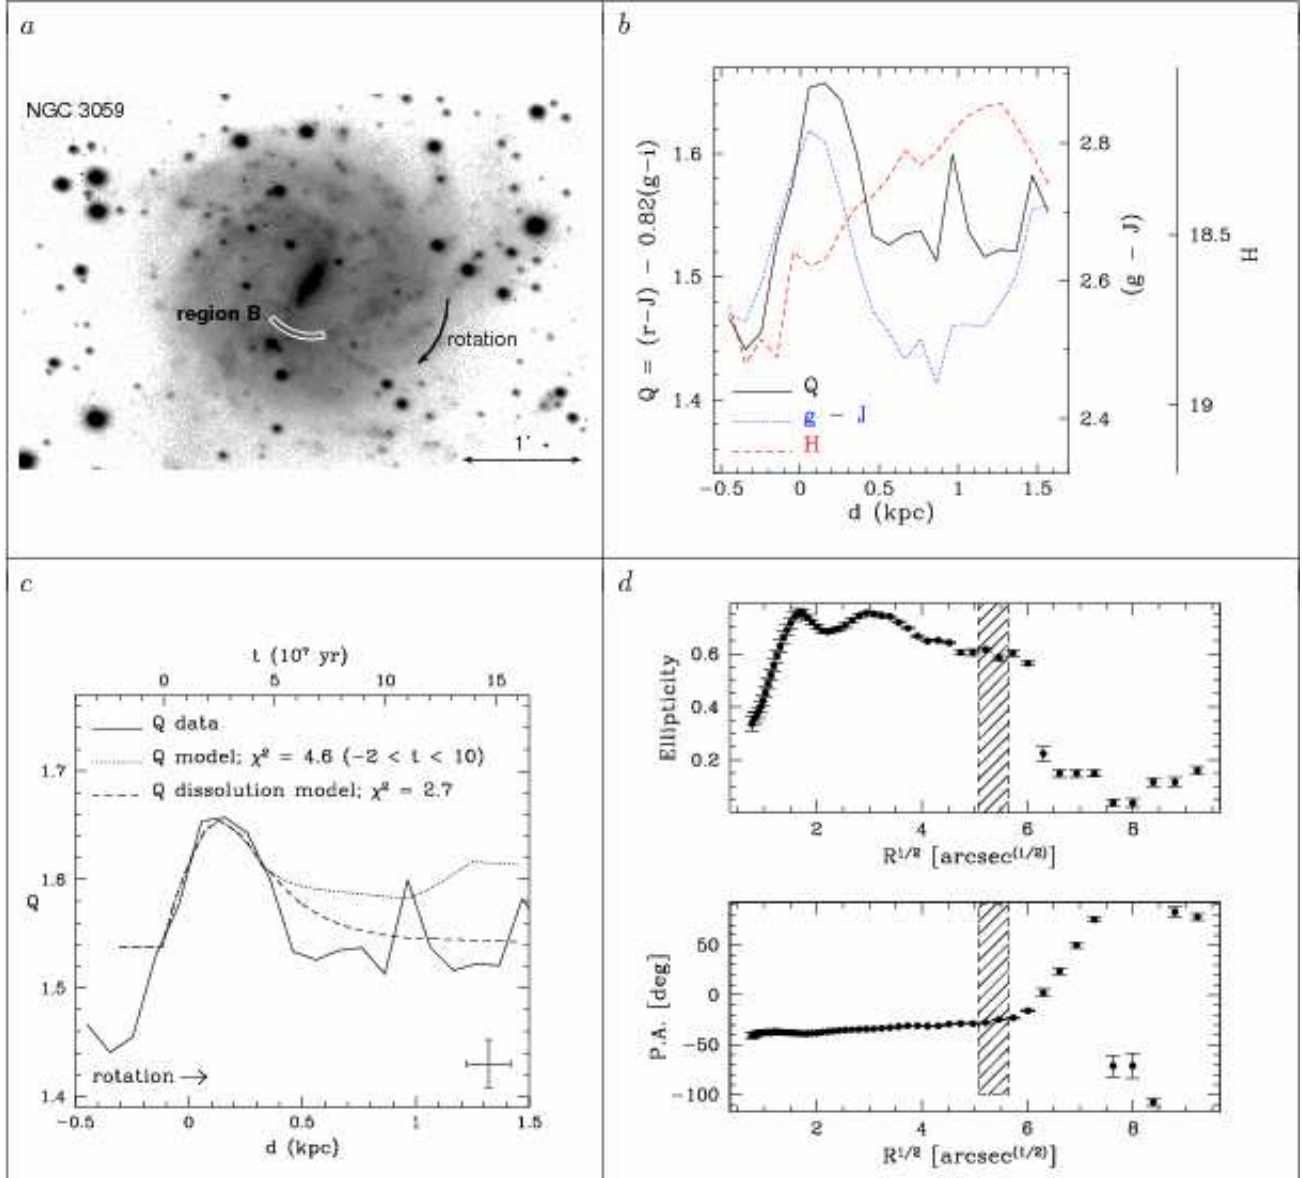 a
NGC 3059
region B
rotation
1'
b
Q = (r-J) - 0.82(g-i)
1.6
1.5
1.4
Q
g - J
H
-0.5 0 0.5 1 1.5
d (kpc)
2.8
2.6
2.4
(g - J)
18.5
19
H
c
t (10⁷ yr)
0 5 10 15
Q data
Q model; χ² = 4.6 (-2 < t < 10)
Q dissolution model; χ² = 2.7
1.7
1.6
1.5
1.4
Q
rotation →
-0.5 0 0.5 1 1.5
d (kpc)
d
Ellipticity
0.6
0.4
0.2
2 4 6 8
R^1/2 [arcsec^(1/2)]
P.A. [deg]
50
0
-50
-100
2 4 6 8
R^1/2 [arcsec^(1/2)]